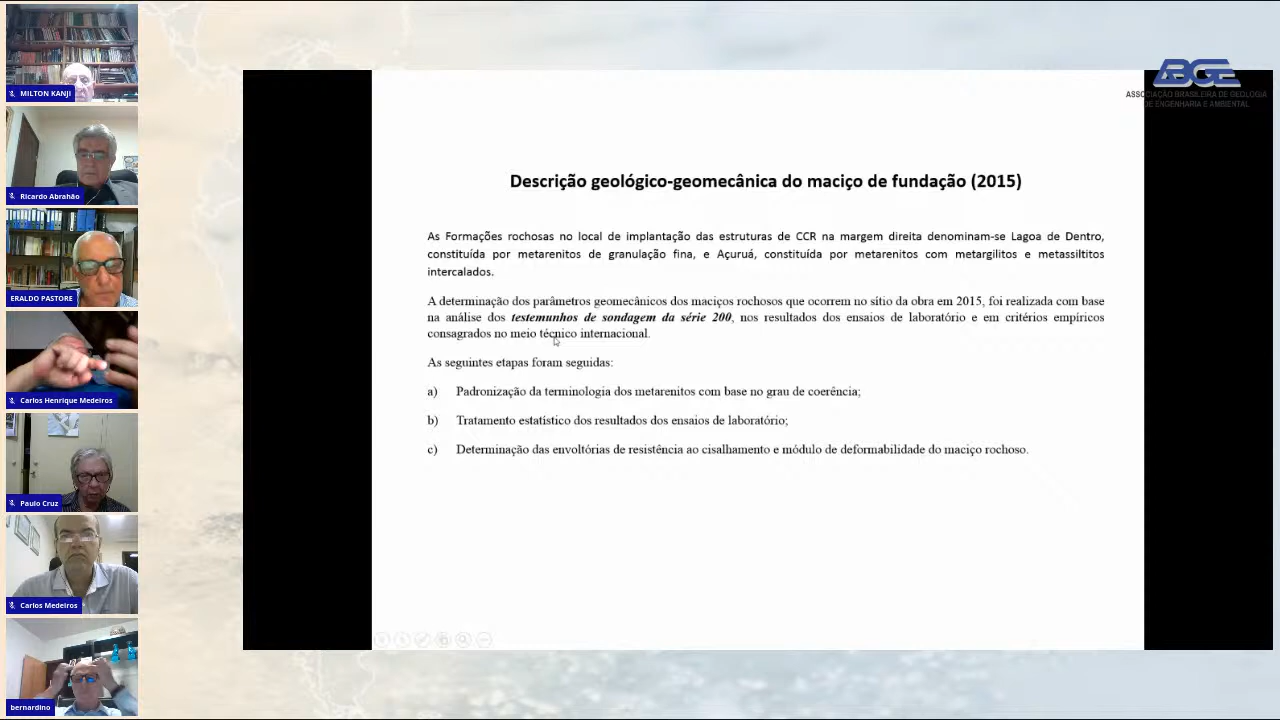 MILTON KANJI
Ricardo Abrahão
ERALDO PASTORE
Carlos Henrique Medeiros
Paulo Cruz
Carlos Medeiros
bernardino
ABGE
ASSOCIAÇÃO BRASILEIRA DE GEOLOGIA
DE ENGENHARIA E AMBIENTAL
Descrição geológico-geomecânica do maciço de fundação (2015)
As Formações rochosas no local de implantação das estruturas de CCR na margem direita denominam-se Lagoa de Dentro,
constituída por metarenitos de granulação fina, e Açuruá, constituída por metarenitos com metargilitos e metassiltitos
intercalados.
A determinação dos parâmetros geomecânicos dos maciços rochosos que ocorrem no sítio da obra em 2015, foi realizada com base
na análise dos testemunhos de sondagem da série 200, nos resultados dos ensaios de laboratório e em critérios empíricos
consagrados no meio técnico internacional.
As seguintes etapas foram seguidas:
a) Padronização da terminologia dos metarenitos com base no grau de coerência;
b) Tratamento estatístico dos resultados dos ensaios de laboratório;
c) Determinação das envoltórias de resistência ao cisalhamento e módulo de deformabilidade do maciço rochoso.